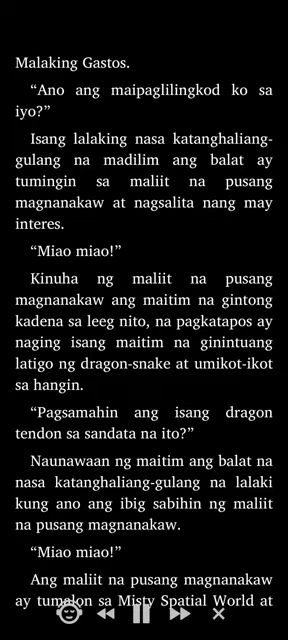 Malaking Gastos.
“Ano ang maipaglilingkod ko sa
iyo?”
Isang lalaking nasa katanghaliang-
gulang na madilim ang balat ay
tumingin sa maliit na pusang
magnanakaw at nagsalita nang may
interes.
“Miao miao!”
Kinuha ng maliit na pusang
magnanakaw ang maitim na gintong
kadena sa leeg nito, na pagkatapos ay
naging isang maitim na ginintuang
latigo ng dragon-snake at umikot-ikot
sa hangin.
“Pagsamahin ang isang dragon
tendon sa sandata na ito?”
Naunawaan ng maitim ang balat na
nasa katanghaliang-gulang na lalaki
kung ano ang ibig sabihin ng maliit
na pusang magnanakaw.
“Miao miao!”
Ang maliit na pusang magnanakaw
ay tumalon sa Misty Spatial World at